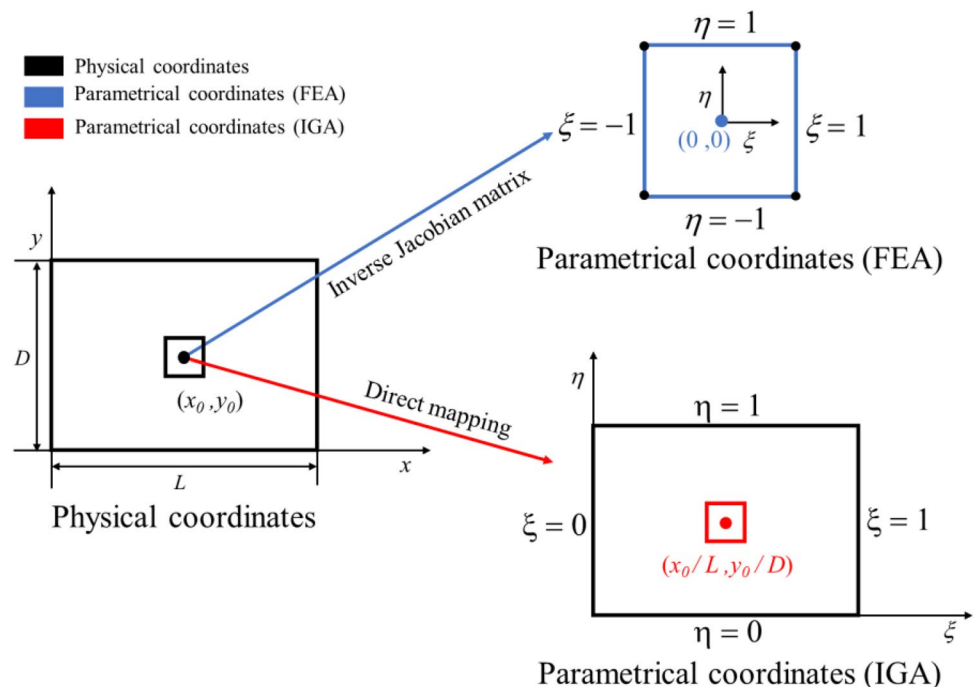 Physical coordinates
Parametrical coordinates (FEA)
Parametrical coordinates (IGA)
y
D
(x₀ ,y₀)
L
x
Physical coordinates
Inverse Jacobian matrix
Direct mapping
η = 1
ξ = −1
η
(0 ,0)
ξ
ξ = 1
η = −1
Parametrical coordinates (FEA)
η
η = 1
ξ = 0
ξ = 1
(x₀/ L ,y₀/ D)
η = 0
ξ
Parametrical coordinates (IGA)